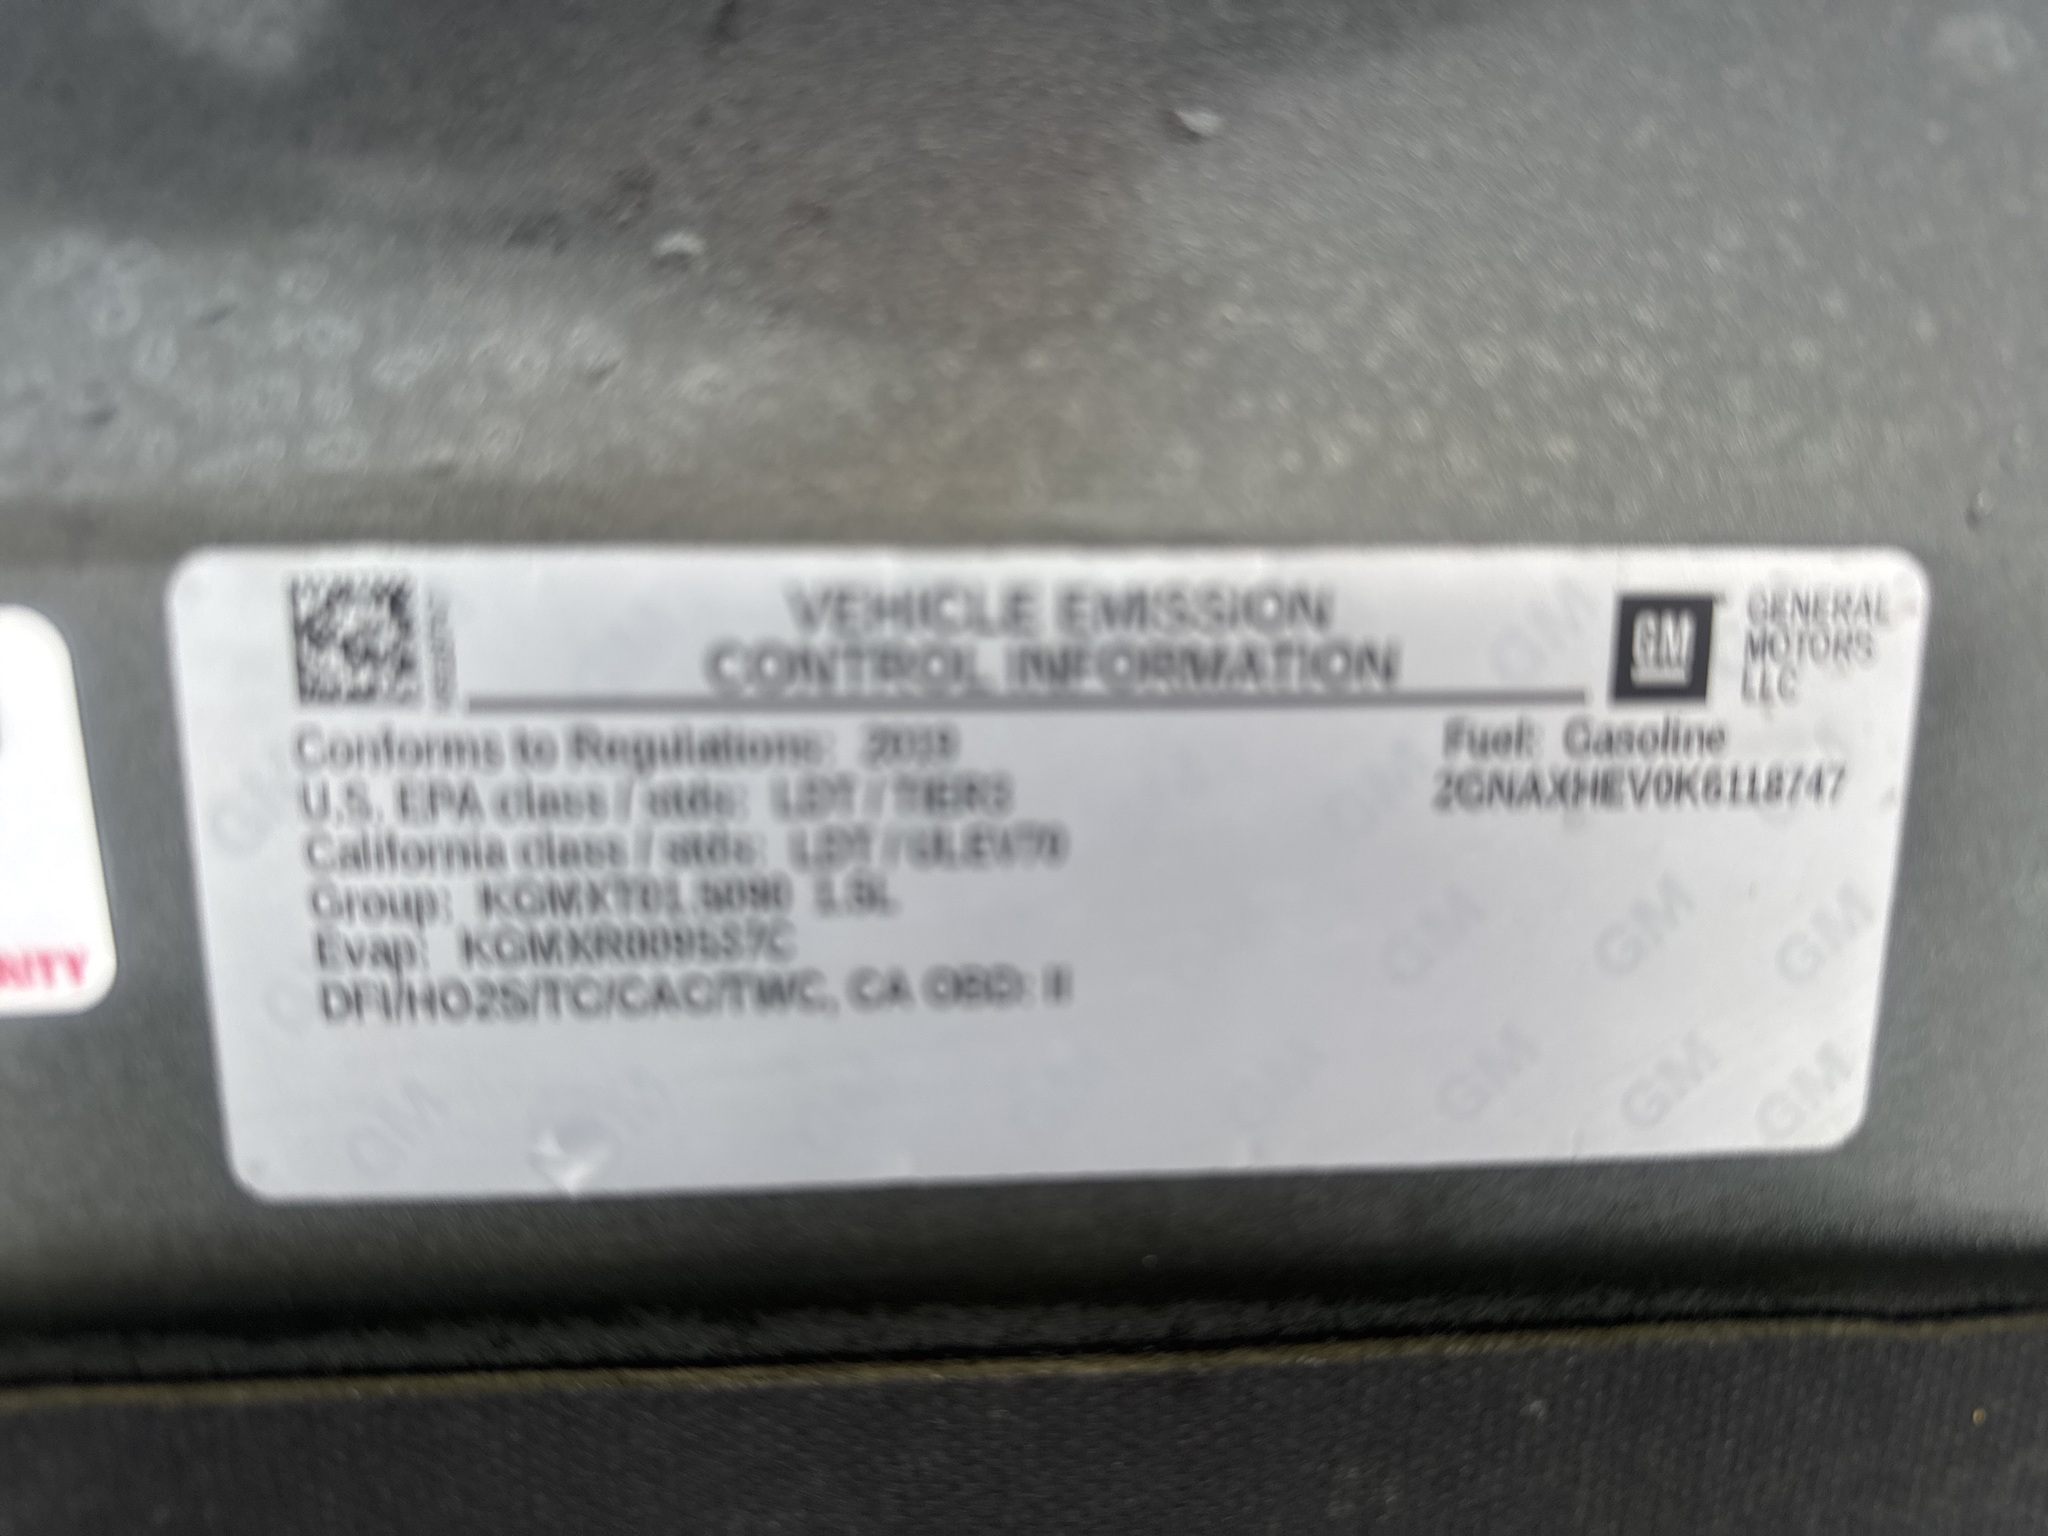 VEHICLE EMISSION
CONTROL INFORMATION
GM
GENERAL
MOTORS
LLC
Conforms to Regulations: 2019
Fuel: Gasoline
U.S. EPA class / stds: LDT / TIER3
2GNAXHEV0K6118747
California class / stds: LDT / ULEV70
Group: KGMXT01.5090 1.5L
Evap: KGMXR0095
DFI/HO2S/TC/CAC/TWC, CA OBD: II